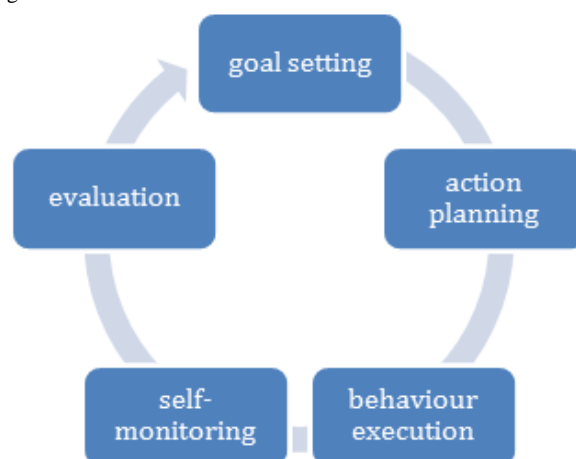 goal setting
action
planning
behaviour
execution
self-
monitoring
evaluation